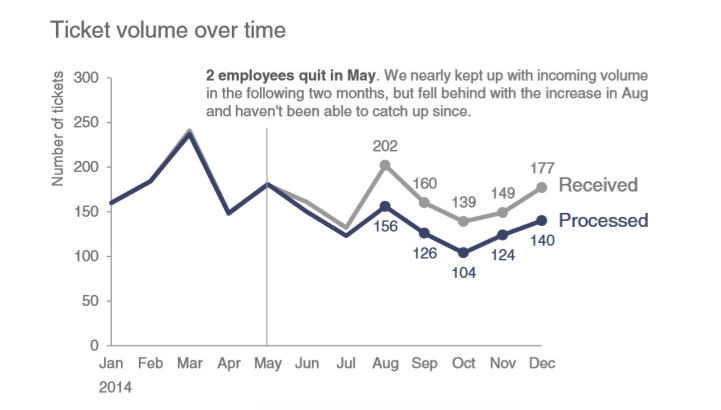 Ticket volume over time
2 employees quit in May. We nearly kept up with incoming volume
in the following two months, but fell behind with the increase in Aug
and haven't been able to catch up since.
Number of tickets
300
250
200
150
100
50
0
202
160
139
149
177
Received
156
126
104
124
140
Processed
Jan Feb Mar Apr May Jun Jul Aug Sep Oct Nov Dec
2014